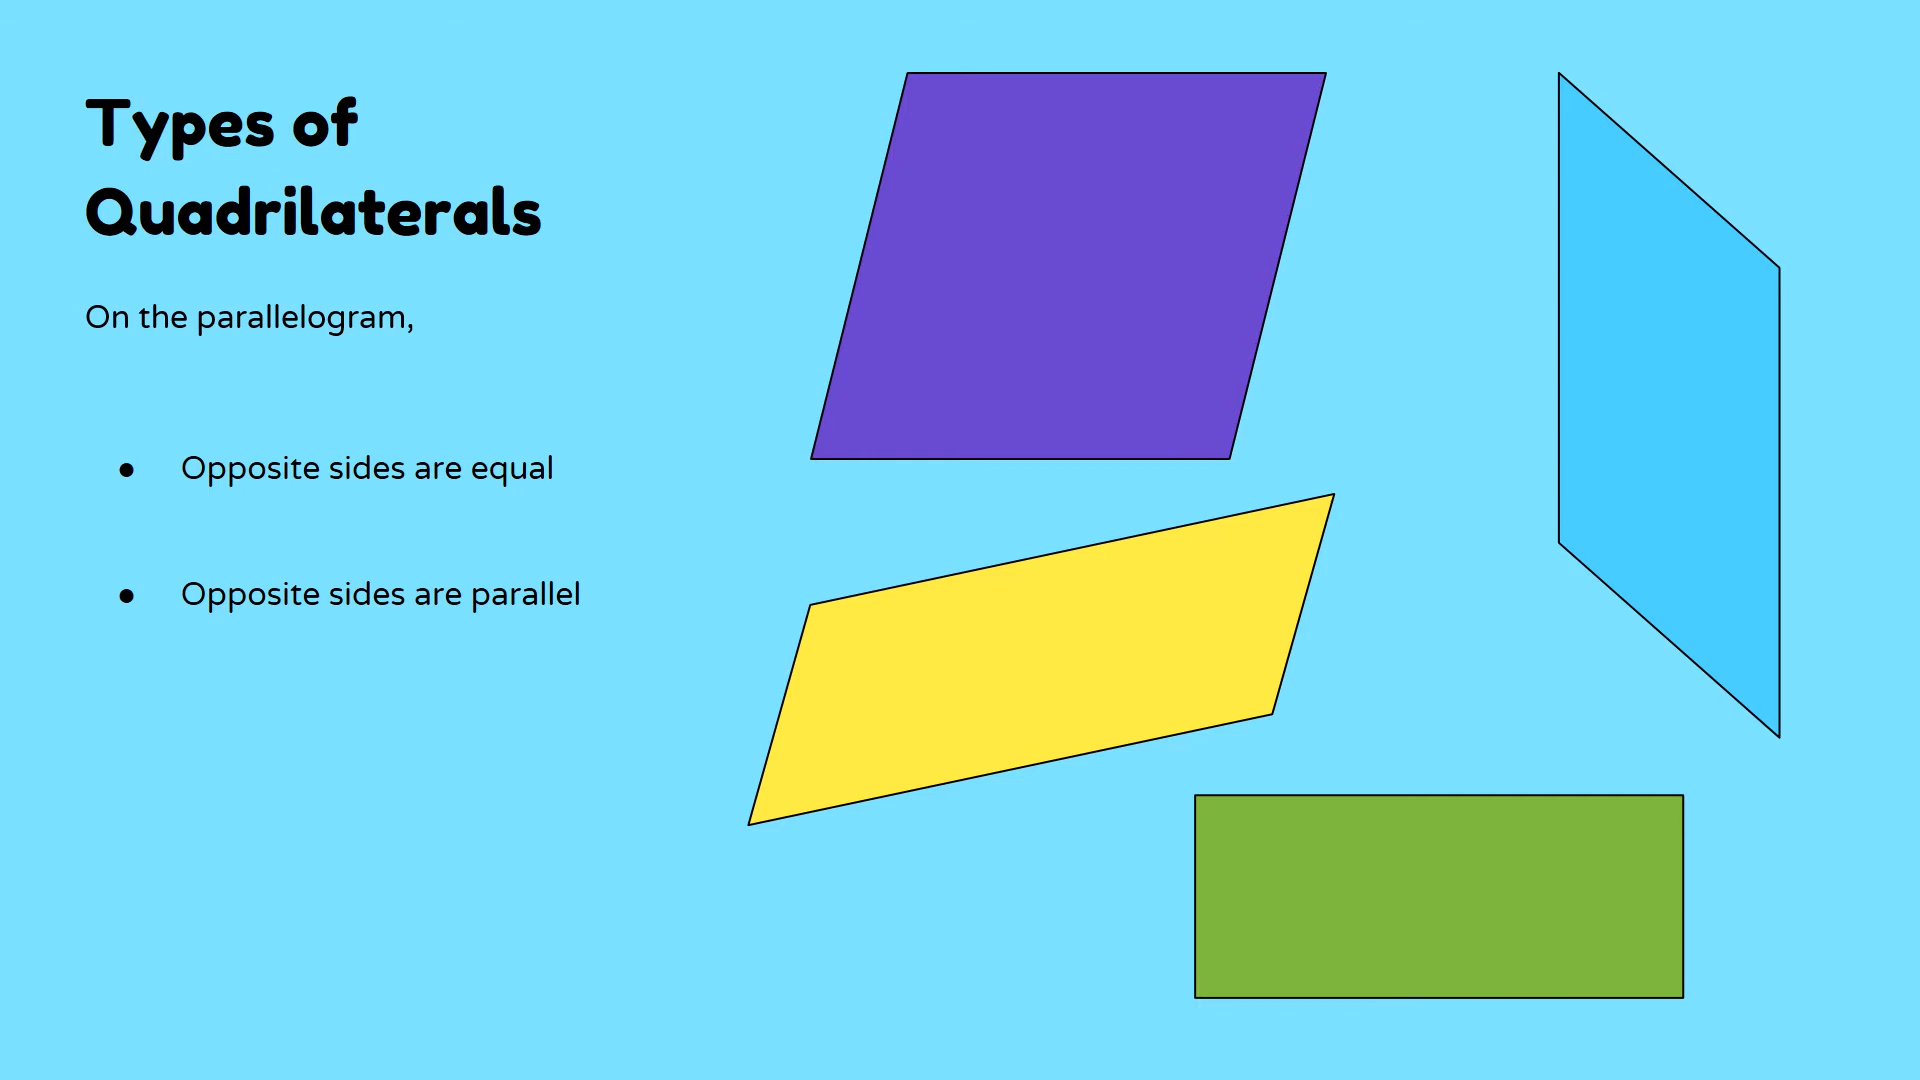 Types of
Quadrilaterals
On the parallelogram,
● Opposite sides are equal
● Opposite sides are parallel